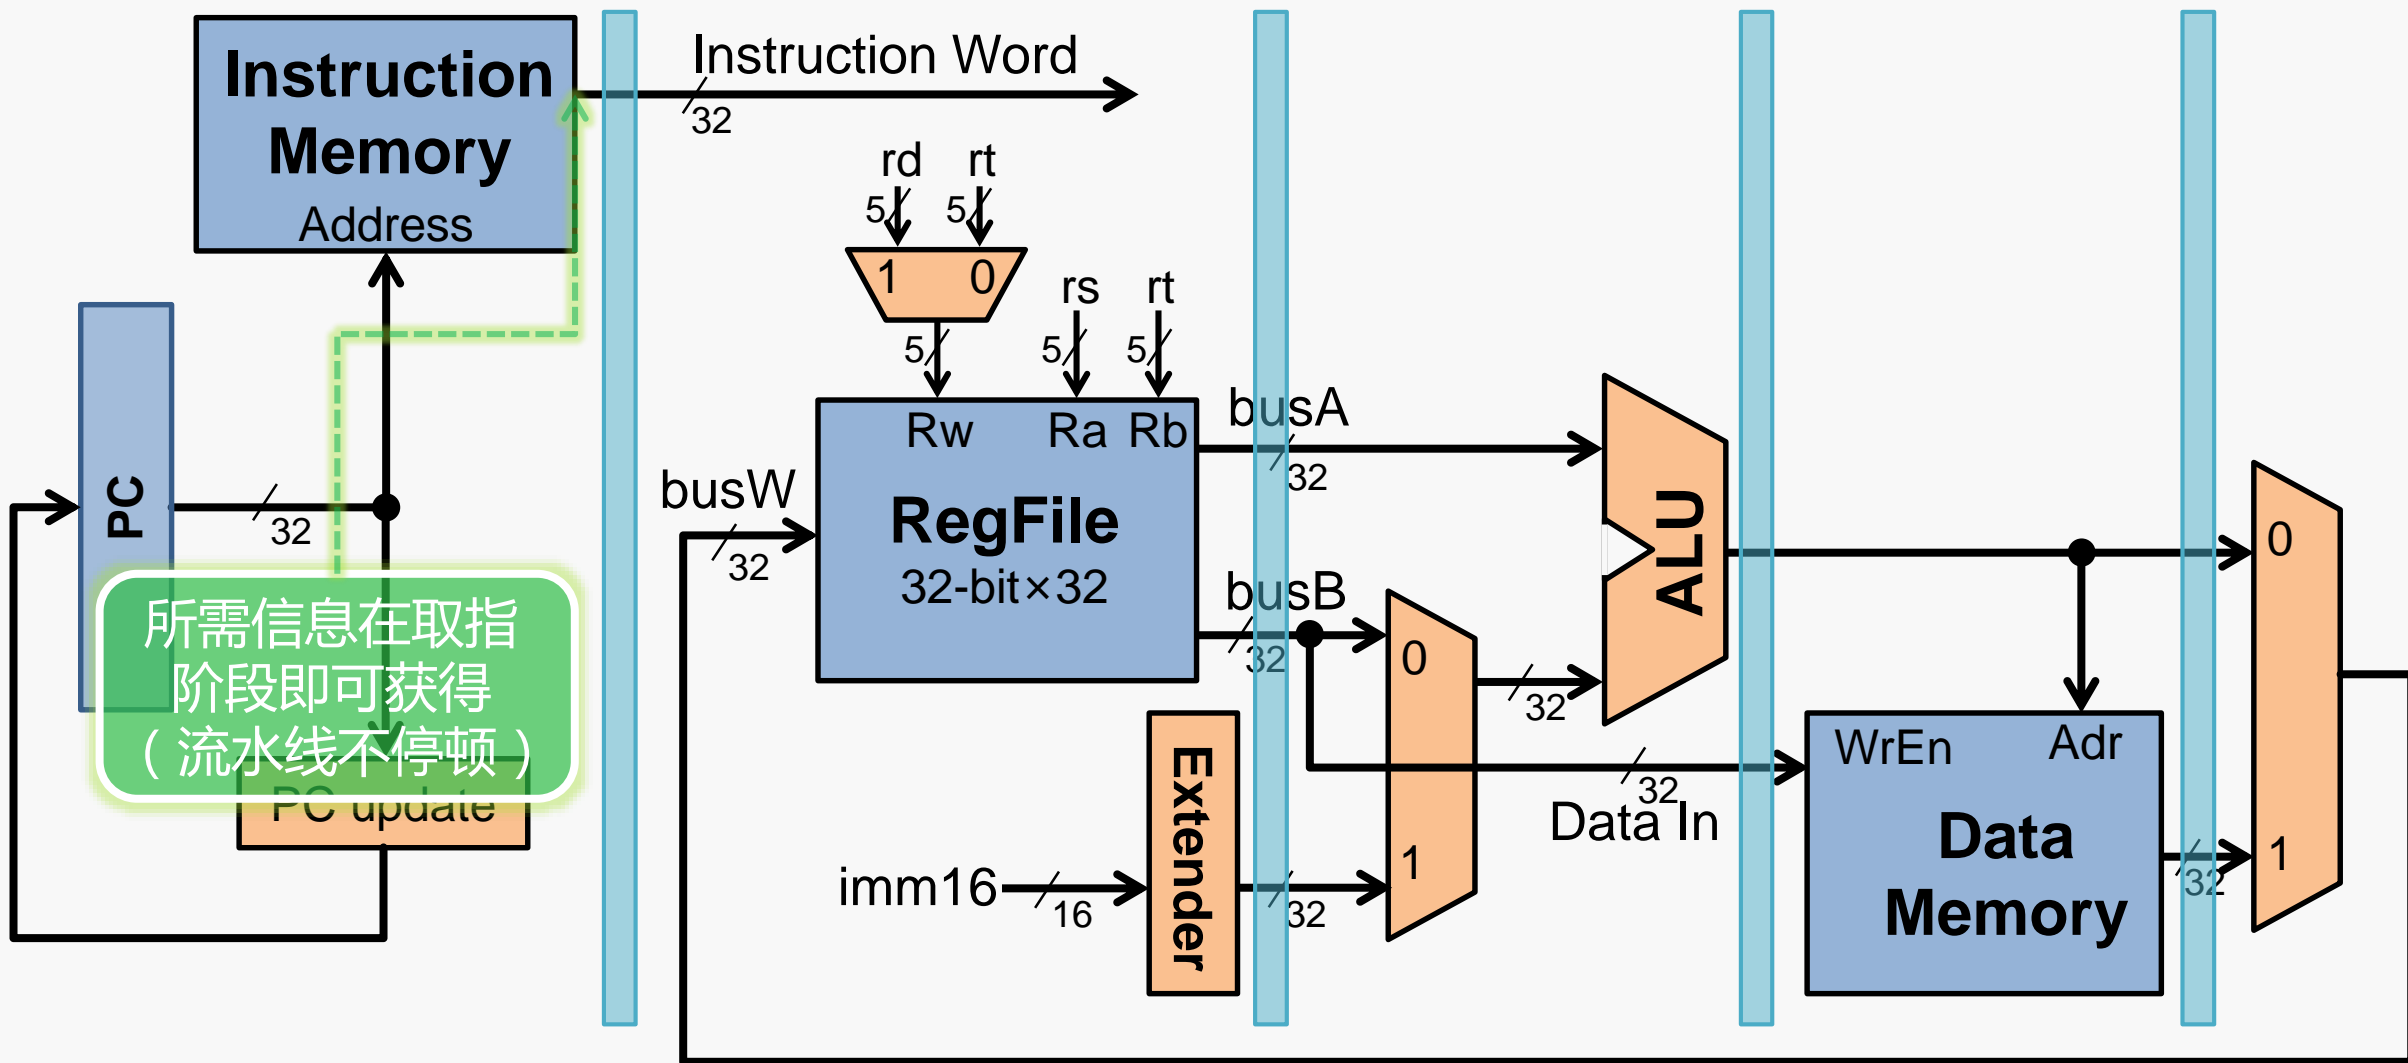 Instruction
Memory
Address
Instruction Word
32
rd
rt
5
5
1
0
rs
rt
5
5
5
PC
32
所需信息在取指
阶段即可获得
（流水线不停顿）
PC update
busW
32
Rw
Ra
Rb
RegFile
32-bit×32
busA
32
busB
32
imm16
16
Extender
32
0
1
32
ALU
32
Data In
WrEn
Adr
Data
Memory
32
0
1